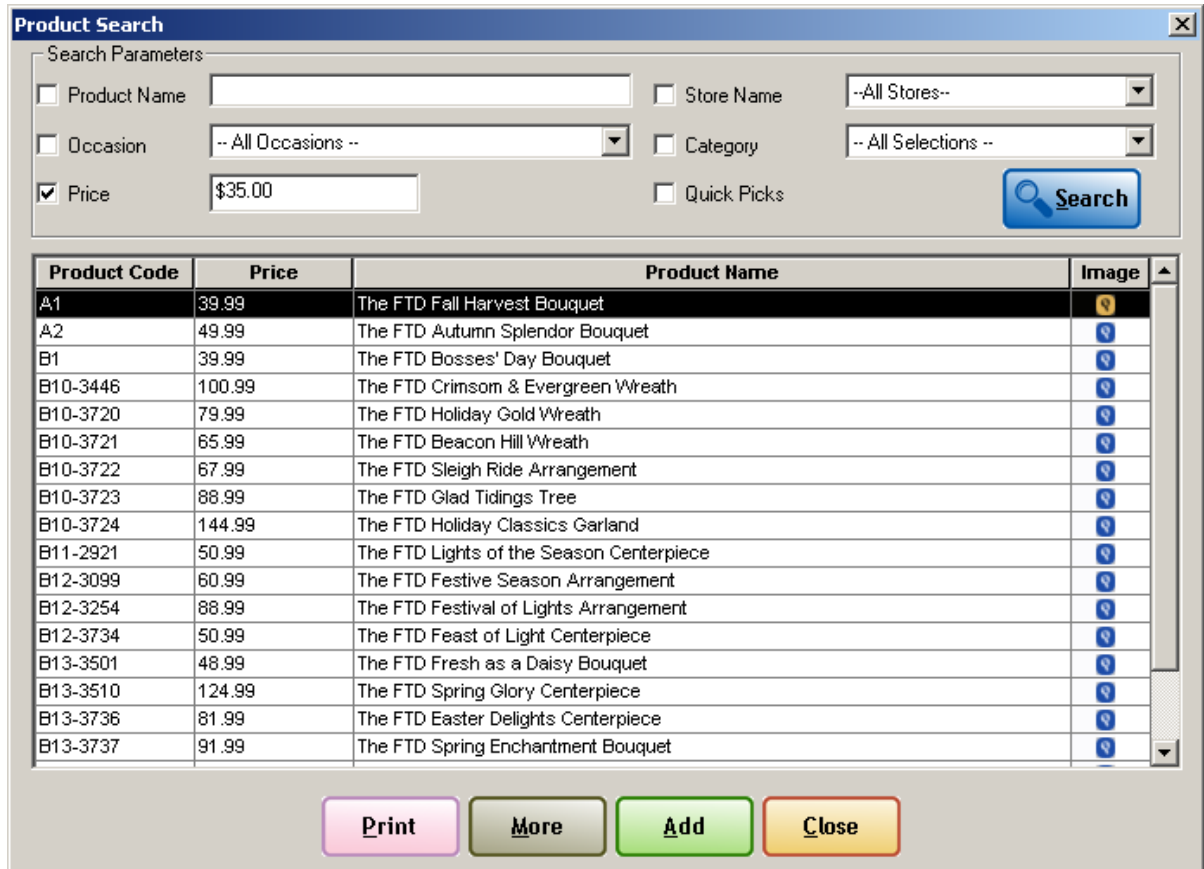 Product Search
Search Parameters
Product Name Store Name --All Stores--
Occasion -- All Occasions -- Category -- All Selections --
Price $35.00 Quick Picks Search
Product Code Price Product Name Image
A1 39.99 The FTD Fall Harvest Bouquet
A2 49.99 The FTD Autumn Splendor Bouquet
B1 39.99 The FTD Bosses' Day Bouquet
B10-3446 100.99 The FTD Crimsom & Evergreen Wreath
B10-3720 79.99 The FTD Holiday Gold Wreath
B10-3721 65.99 The FTD Beacon Hill Wreath
B10-3722 67.99 The FTD Sleigh Ride Arrangement
B10-3723 88.99 The FTD Glad Tidings Tree
B10-3724 144.99 The FTD Holiday Classics Garland
B11-2921 50.99 The FTD Lights of the Season Centerpiece
B12-3099 60.99 The FTD Festive Season Arrangement
B12-3254 88.99 The FTD Festival of Lights Arrangement
B12-3734 50.99 The FTD Feast of Light Centerpiece
B13-3501 48.99 The FTD Fresh as a Daisy Bouquet
B13-3510 124.99 The FTD Spring Glory Centerpiece
B13-3736 81.99 The FTD Easter Delights Centerpiece
B13-3737 91.99 The FTD Spring Enchantment Bouquet
Print More Add Close